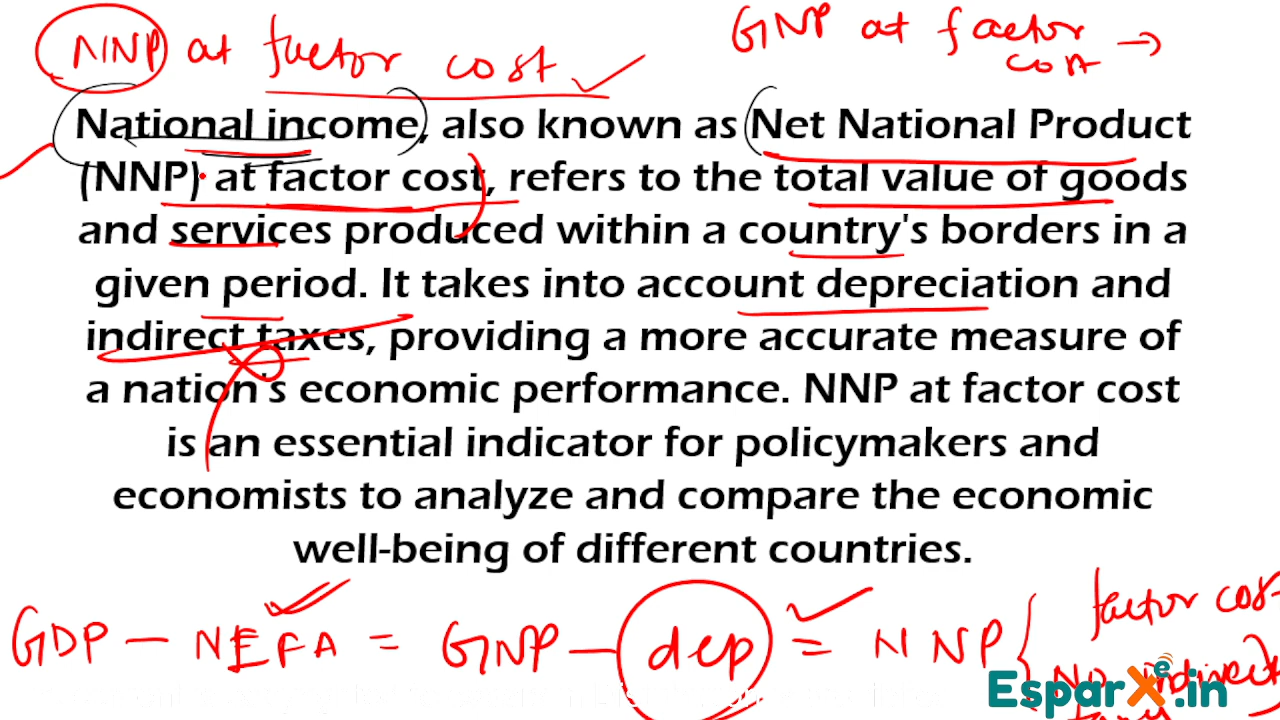 NNP at factor cost
GNP at factor
cost
National income, also known as Net National Product
(NNP) at factor cost, refers to the total value of goods
and services produced within a country's borders in a
given period. It takes into account depreciation and
indirect taxes, providing a more accurate measure of
a nation's economic performance. NNP at factor cost
is an essential indicator for policymakers and
economists to analyze and compare the economic
well-being of different countries.
GDP – NEFA = GNP – dep = NNP
factor cost
No indirect
EsparXe.in